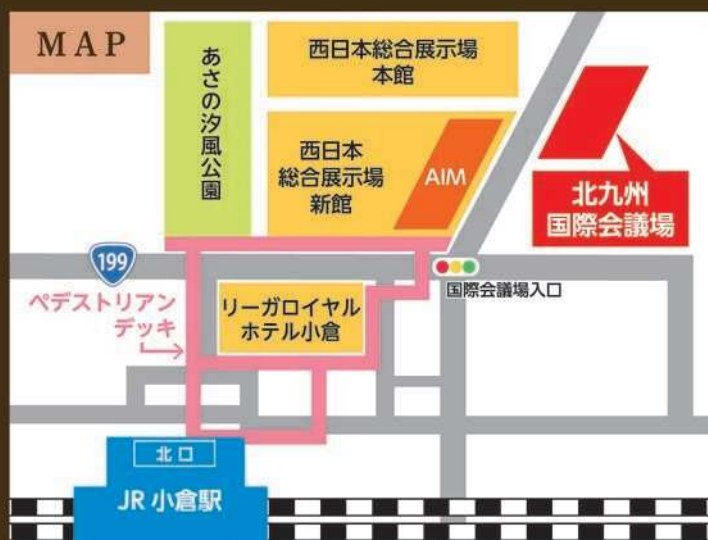 MAP
あさの汐風公園
西日本総合展示場
本館
西日本
総合展示場
新館
AIM
北九州
国際会議場
199
国際会議場入口
ペデストリアン
デッキ
リーガロイヤル
ホテル小倉
北口
JR 小倉駅